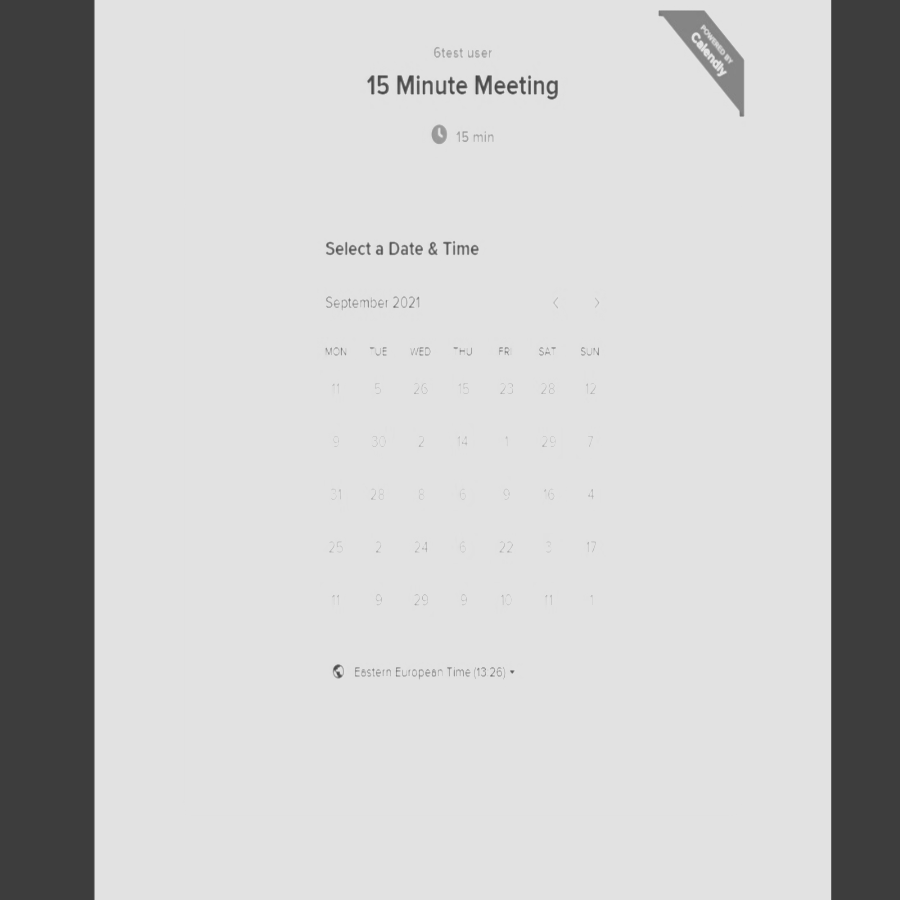 POWERED BY
Calendly
6test user
15 Minute Meeting
15 min
Select a Date & Time
September 2021
MON TUE WED THU FRI SAT SUN
11 5 26 15 23 28 12
9 30 2 14 1 29 7
31 28 8 6 9 16 4
25 2 24 6 22 3 17
11 9 29 9 10 11 1
Eastern European Time (13:26)